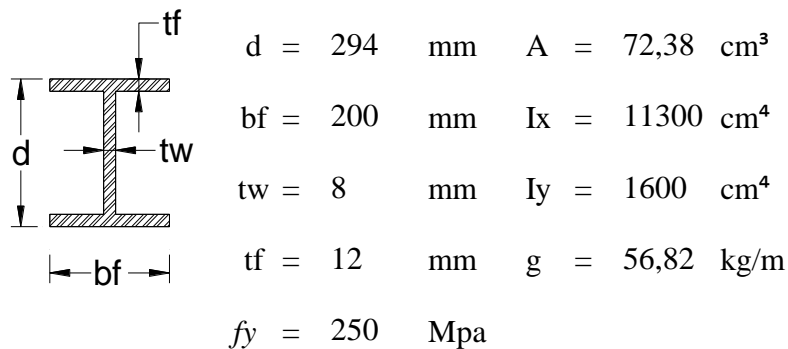 tf
d
tw
bf
d = 294 mm A = 72,38 cm³
bf = 200 mm Ix = 11300 cm⁴
tw = 8 mm Iy = 1600 cm⁴
tf = 12 mm g = 56,82 kg/m
fy = 250 Mpa